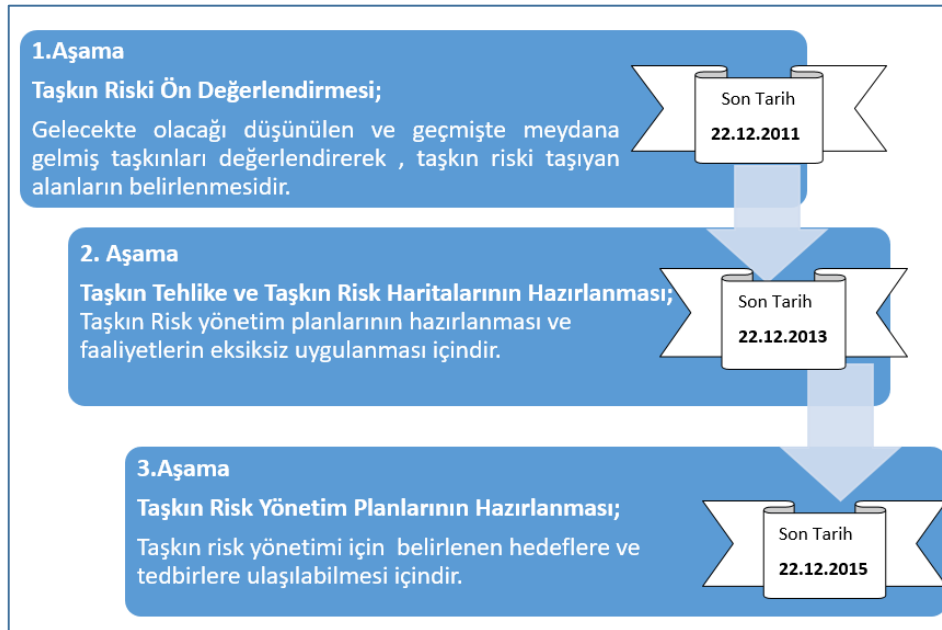 1.Aşama
Taşkın Riski Ön Değerlendirmesi;
Gelecekte olacağı düşünülen ve geçmişte meydana
gelmiş taşkınları değerlendirerek , taşkın riski taşıyan
alanların belirlenmesidir.
Son Tarih
22.12.2011
2. Aşama
Taşkın Tehlike ve Taşkın Risk Haritalarının Hazırlanması;
Taşkın Risk yönetim planlarının hazırlanması ve
faaliyetlerin eksiksiz uygulanması içindir.
Son Tarih
22.12.2013
3.Aşama
Taşkın Risk Yönetim Planlarının Hazırlanması;
Taşkın risk yönetimi için belirlenen hedeflere ve
tedbirlere ulaşılabilmesi içindir.
Son Tarih
22.12.2015